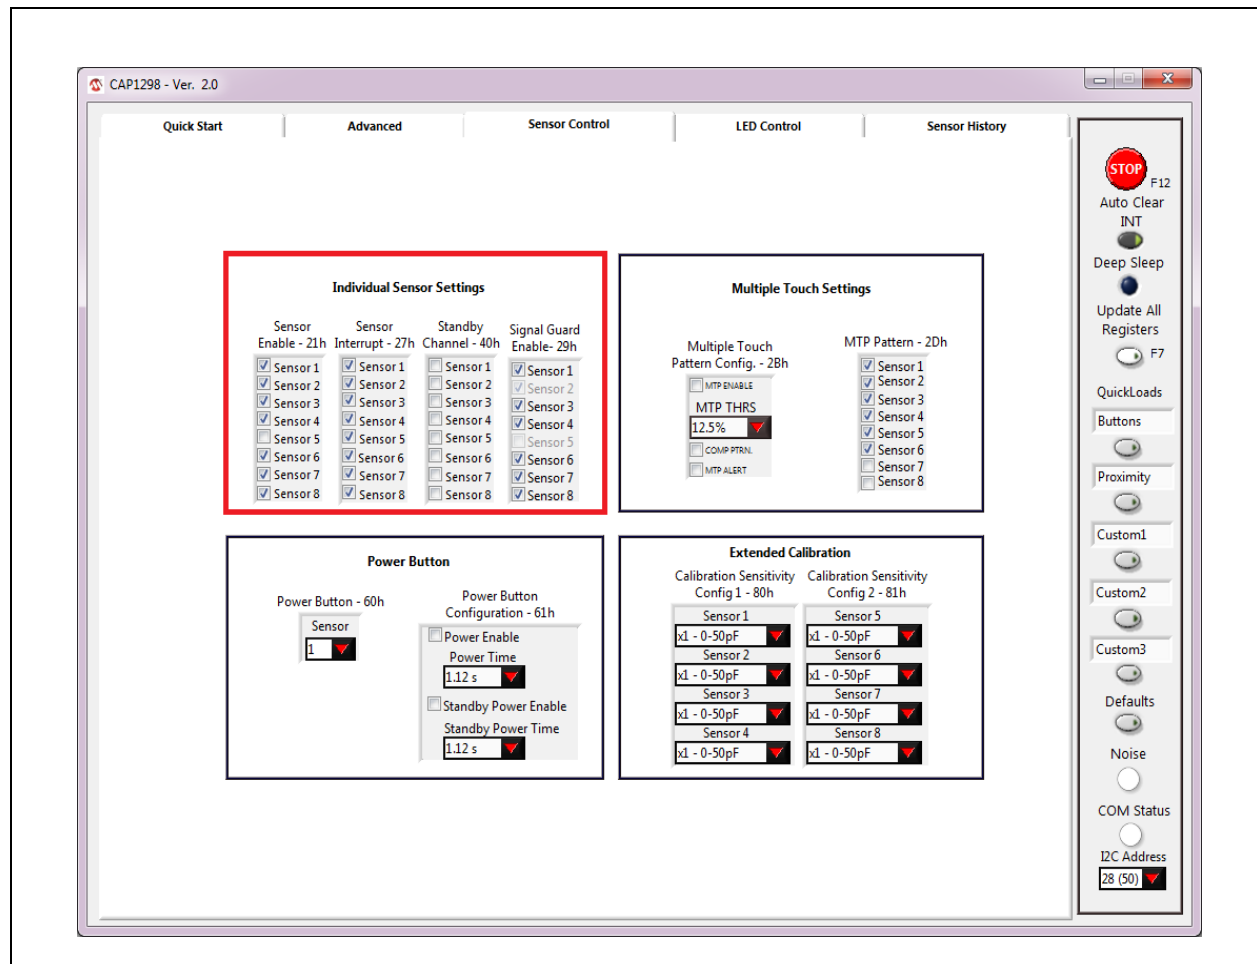 CAP1298 - Ver. 2.0
Quick Start
Advanced
Sensor Control
LED Control
Sensor History
Individual Sensor Settings
Sensor
Enable - 21h
Sensor 1
Sensor 2
Sensor 3
Sensor 4
Sensor 5
Sensor 6
Sensor 7
Sensor 8
Sensor
Interrupt - 27h
Sensor 1
Sensor 2
Sensor 3
Sensor 4
Sensor 5
Sensor 6
Sensor 7
Sensor 8
Standby
Channel - 40h
Sensor 1
Sensor 2
Sensor 3
Sensor 4
Sensor 5
Sensor 6
Sensor 7
Sensor 8
Signal Guard
Enable- 29h
Sensor 1
Sensor 2
Sensor 3
Sensor 4
Sensor 5
Sensor 6
Sensor 7
Sensor 8
Multiple Touch Settings
Multiple Touch
Pattern Config. - 2Bh
MTP ENABLE
MTP THRS
12.5%
COMP PTRN.
MTP ALERT
MTP Pattern - 2Dh
Sensor 1
Sensor 2
Sensor 3
Sensor 4
Sensor 5
Sensor 6
Sensor 7
Sensor 8
Power Button
Power Button - 60h
Sensor
1
Power Button
Configuration - 61h
Power Enable
Power Time
1.12 s
Standby Power Enable
Standby Power Time
1.12 s
Extended Calibration
Calibration Sensitivity
Config 1 - 80h
Sensor 1
x1 - 0-50pF
Sensor 2
x1 - 0-50pF
Sensor 3
x1 - 0-50pF
Sensor 4
x1 - 0-50pF
Calibration Sensitivity
Config 2 - 81h
Sensor 5
x1 - 0-50pF
Sensor 6
x1 - 0-50pF
Sensor 7
x1 - 0-50pF
Sensor 8
x1 - 0-50pF
STOP
F12
Auto Clear
INT
Deep Sleep
Update All
Registers
F7
QuickLoads
Buttons
Proximity
Custom1
Custom2
Custom3
Defaults
Noise
COM Status
I2C Address
28 (50)